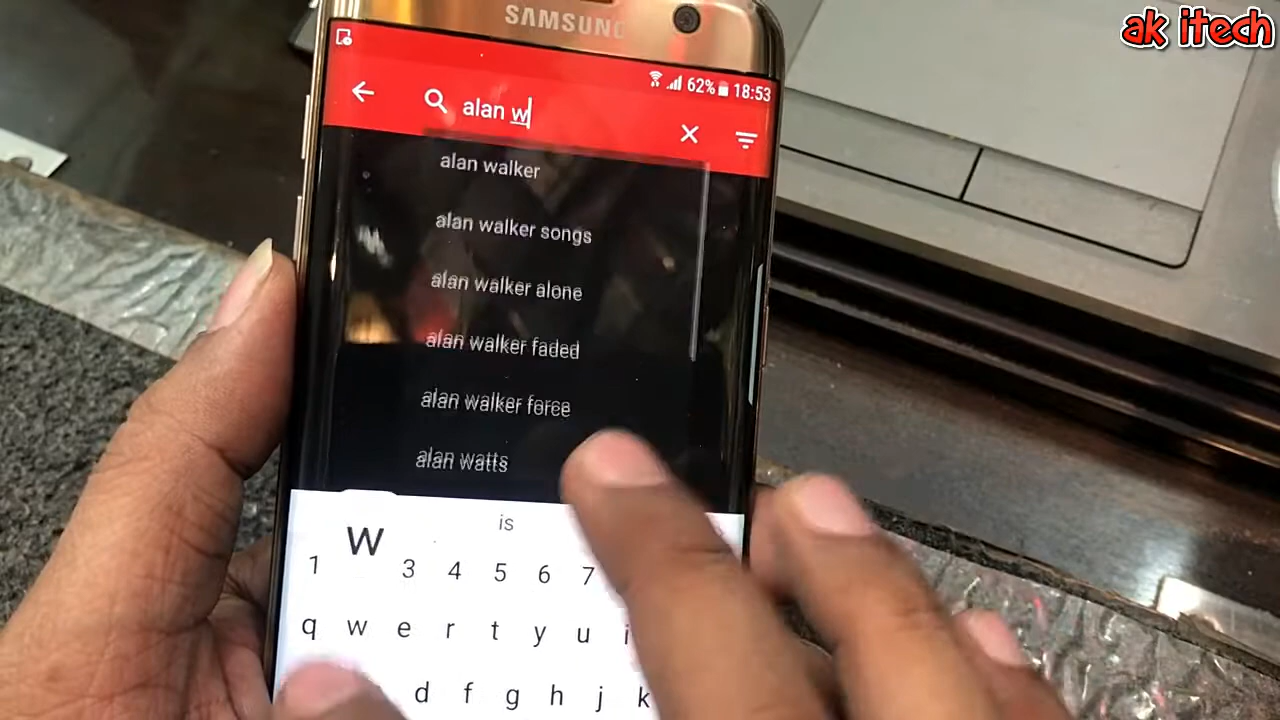 ak itech
SAMSUNG
62% 18:53
alan w
alan walker
alan walker songs
alan walker alone
alan walker faded
alan walker force
alan watts
is
W
1 3 4 5 6 7
q w e r t y u i
d f g h j k